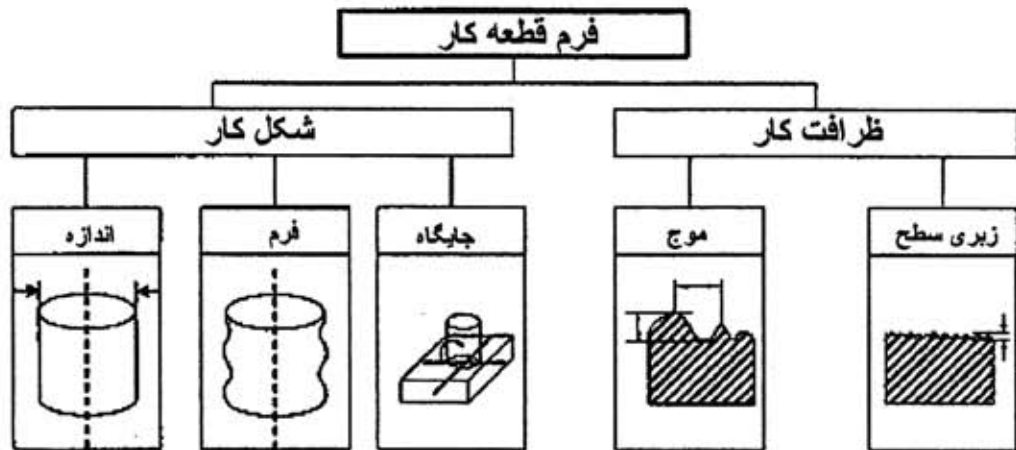 فرم قطعه کار
ظرافت کار
شکل کار
زبری سطح
موج
جایگاه
فرم
اندازه